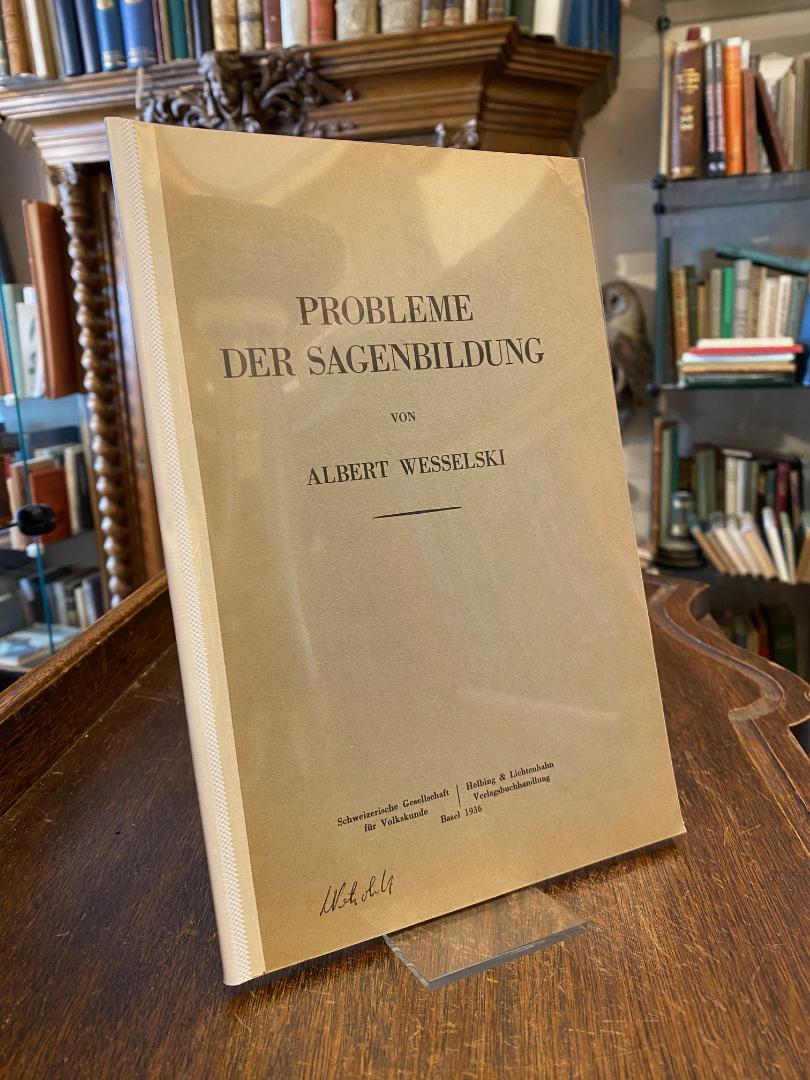 PROBLEME
DER SAGENBILDUNG
VON
ALBERT WESSELSKI
Schweizerische Gesellschaft
für Volkskunde
Helbing & Lichtenhahn
Verlagsbuchhandlung
Basel 1936